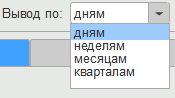 Вывод по: дням
дням
неделям
месяцам
кварталам